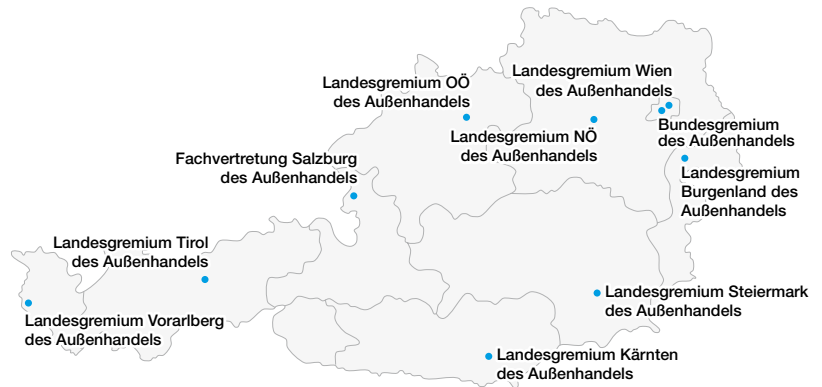 Landesgremium Wien
des Außenhandels
Landesgremium OÖ
des Außenhandels
Bundesgremium
des Außenhandels
Landesgremium NÖ
des Außenhandels
Fachvertretung Salzburg
des Außenhandels
Landesgremium
Burgenland des
Außenhandels
Landesgremium Tirol
des Außenhandels
Landesgremium Steiermark
des Außenhandels
Landesgremium Vorarlberg
des Außenhandels
Landesgremium Kärnten
des Außenhandels